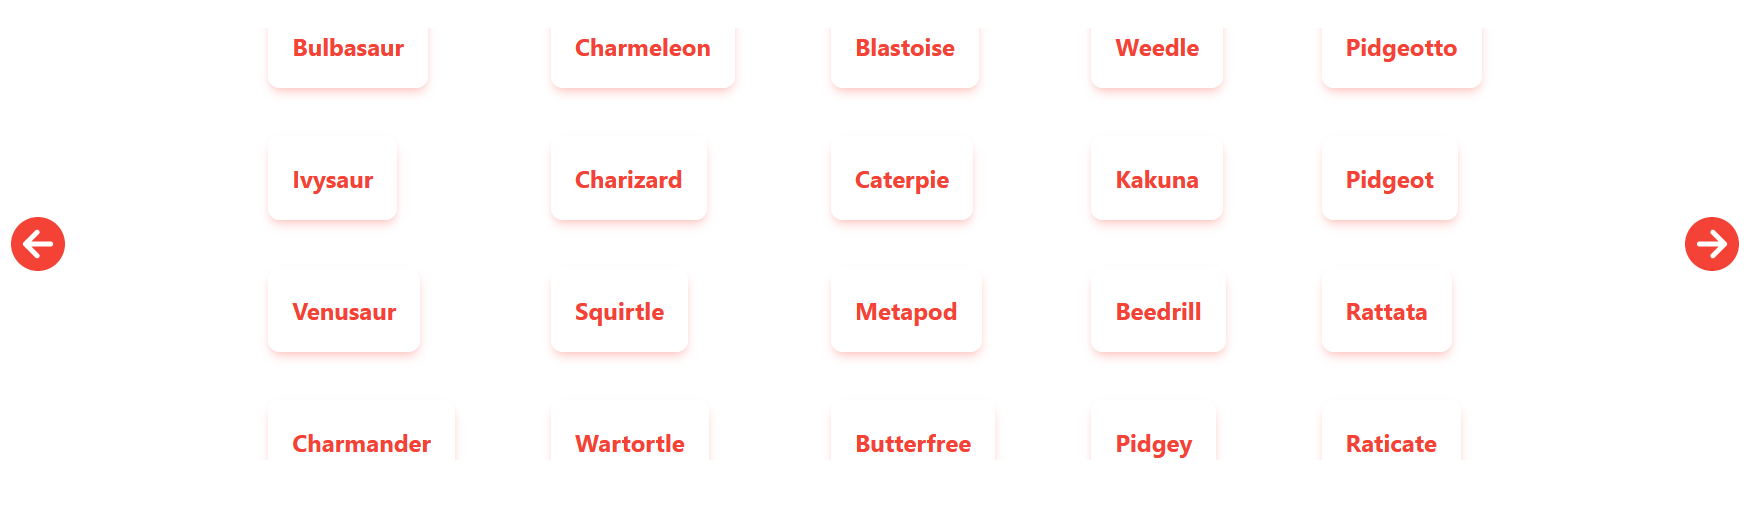 Bulbasaur Charmeleon Blastoise Weedle Pidgeotto
Ivysaur Charizard Caterpie Kakuna Pidgeot
Venusaur Squirtle Metapod Beedrill Rattata
Charmander Wartortle Butterfree Pidgey Raticate